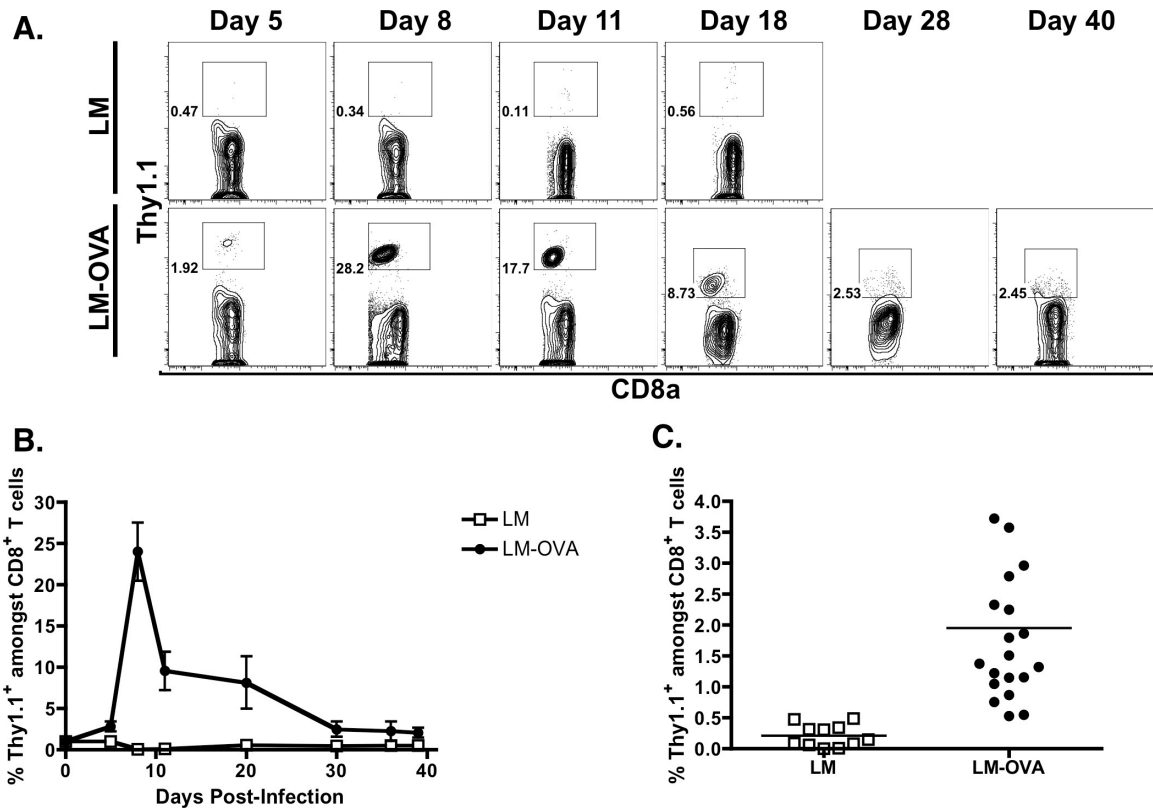 A.
Day 5 Day 8 Day 11 Day 18 Day 28 Day 40
LM
0.47 0.34 0.11 0.56
Thy1.1
LM-OVA
1.92 28.2 17.7 8.73 2.53 2.45
CD8a
B.
% Thy1.1+ amongst CD8+ T cells
30
25
20
15
10
5
0
0 10 20 30 40
Days Post-Infection
LM
LM-OVA
C.
% Thy1.1+ amongst CD8+ T cells
4.0
3.5
3.0
2.5
2.0
1.5
1.0
0.5
0.0
LM LM-OVA